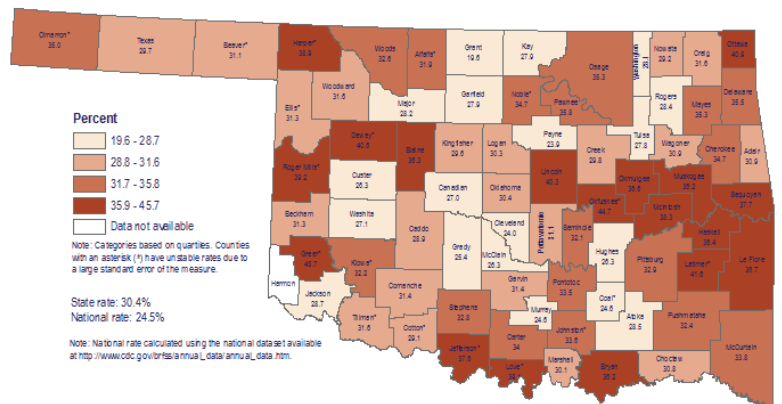 Cimarron*
35.0
Texas
29.7
Beaver*
31.1
Harper*
38.9
Woods
32.6
Alfalfa*
31.9
Grant
19.6
Kay
27.9
Osage
35.3
Washington
28.1
Nowata
29.2
Craig
31.6
Ottawa
40.9
Ellis*
31.3
Woodward
31.6
Major
28.2
Garfield
27.9
Noble*
34.7
Pawnee
35.8
Rogers
28.4
Mayes
35.3
Delaware
35.5
Percent
19.6 - 28.7
28.8 - 31.6
31.7 - 35.8
35.9 - 45.7
Data not available
Note: Categories based on quartiles. Counties
with an asterisk (*) have unstable rates due to
a large standard error of the measure.
State rate: 30.4%
National rate: 24.5%
Note: National rate calculated using the national dataset available
at http://www.cdc.gov/brfss/annual_data/annual_data.htm.
Roger Mills*
39.2
Dewey*
40.6
Blaine
36.3
Kingfisher
29.6
Logan
30.3
Payne
23.9
Creek
29.8
Tulsa
27.8
Wagoner
30.9
Cherokee
34.7
Adair
30.9
Custer
26.3
Canadian
27.0
Oklahoma
30.4
Lincoln
40.3
Okfuskee*
44.7
Okmulgee
36.6
Muskogee
36.2
McIntosh
38.3
Sequoyah
37.7
Beckham
31.3
Washita
27.1
Caddo
28.9
Grady
25.4
McClain
26.3
Cleveland
24.0
Pottawatomie
31.1
Seminole
32.1
Hughes
26.3
Pittsburg
32.9
Haskell
36.4
Latimer*
41.6
Le Flore
36.7
Harmon
Greer*
45.7
Kiowa*
32.2
Jackson
28.7
Comanche
31.4
Tillman*
31.6
Cotton*
29.1
Stephens
32.8
Garvin
31.4
Murray
24.6
Pontotoc
33.5
Coal*
24.6
Atoka
28.5
Pushmataha
32.4
McCurtain
33.8
Jefferson*
37.6
Carter
34
Love*
Johnston*
33.6
Marshall
30.1
Bryan
36.2
Choctaw
30.8